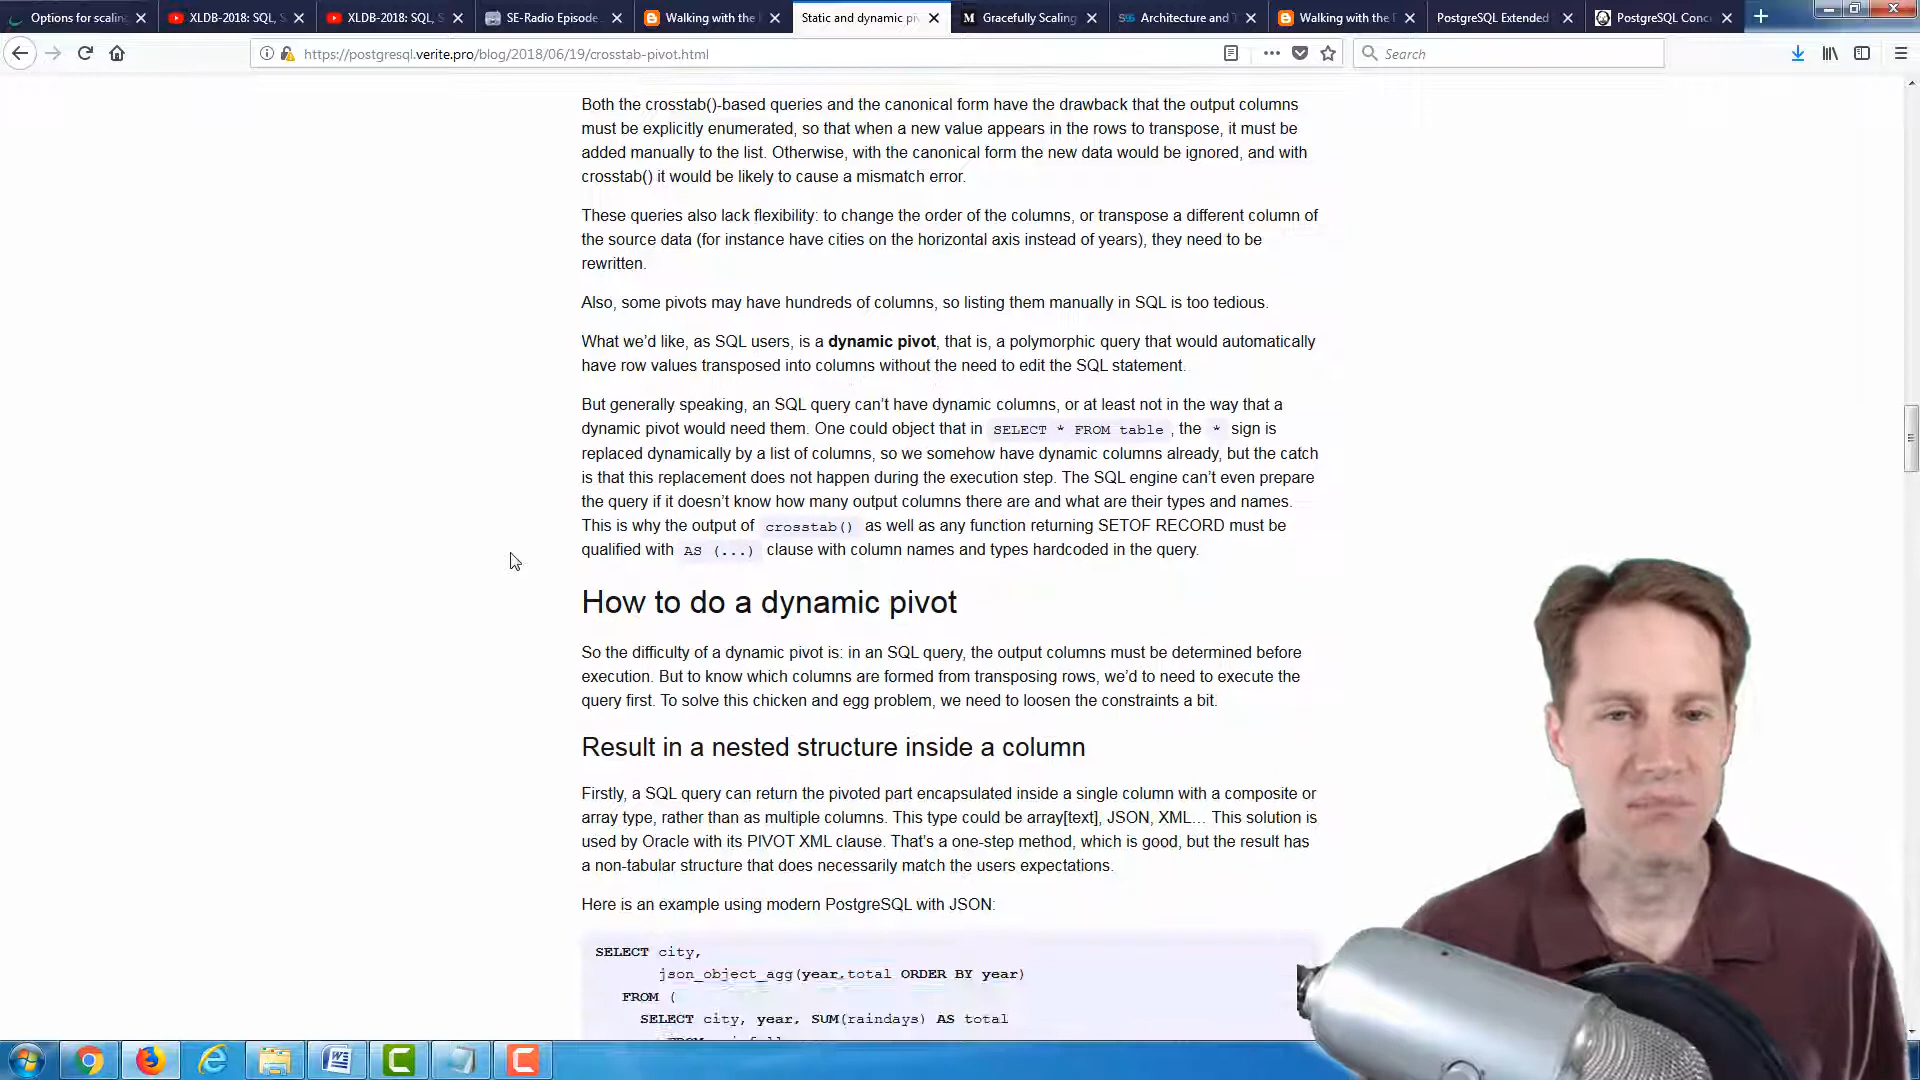 Options for scaling
XLDB-2018: SQL, S
XLDB-2018: SQL, S
SE-Radio Episode
Walking with the
Static and dynamic pi
Gracefully Scaling
Architecture and T
Walking with the E
PostgreSQL Extended
PostgreSQL Conc
https://postgresql.verite.pro/blog/2018/06/19/crosstab-pivot.html
Search
Both the crosstab()-based queries and the canonical form have the drawback that the output columns
must be explicitly enumerated, so that when a new value appears in the rows to transpose, it must be
added manually to the list. Otherwise, with the canonical form the new data would be ignored, and with
crosstab() it would be likely to cause a mismatch error.
These queries also lack flexibility: to change the order of the columns, or transpose a different column of
the source data (for instance have cities on the horizontal axis instead of years), they need to be
rewritten.
Also, some pivots may have hundreds of columns, so listing them manually in SQL is too tedious.
What we'd like, as SQL users, is a dynamic pivot, that is, a polymorphic query that would automatically
have row values transposed into columns without the need to edit the SQL statement.
But generally speaking, an SQL query can't have dynamic columns, or at least not in the way that a
dynamic pivot would need them. One could object that in SELECT * FROM table, the * sign is
replaced dynamically by a list of columns, so we somehow have dynamic columns already, but the catch
is that this replacement does not happen during the execution step. The SQL engine can't even prepare
the query if it doesn't know how many output columns there are and what are their types and names.
This is why the output of crosstab() as well as any function returning SETOF RECORD must be
qualified with AS (...) clause with column names and types hardcoded in the query.
How to do a dynamic pivot
So the difficulty of a dynamic pivot is: in an SQL query, the output columns must be determined before
execution. But to know which columns are formed from transposing rows, we'd to need to execute the
query first. To solve this chicken and egg problem, we need to loosen the constraints a bit.
Result in a nested structure inside a column
Firstly, a SQL query can return the pivoted part encapsulated inside a single column with a composite or
array type, rather than as multiple columns. This type could be array[text], JSON, XML... This solution is
used by Oracle with its PIVOT XML clause. That's a one-step method, which is good, but the result has
a non-tabular structure that does necessarily match the users expectations.
Here is an example using modern PostgreSQL with JSON:
SELECT city,
json_object_agg(year,total ORDER BY year)
FROM (
SELECT city, year, SUM(raindays) AS total